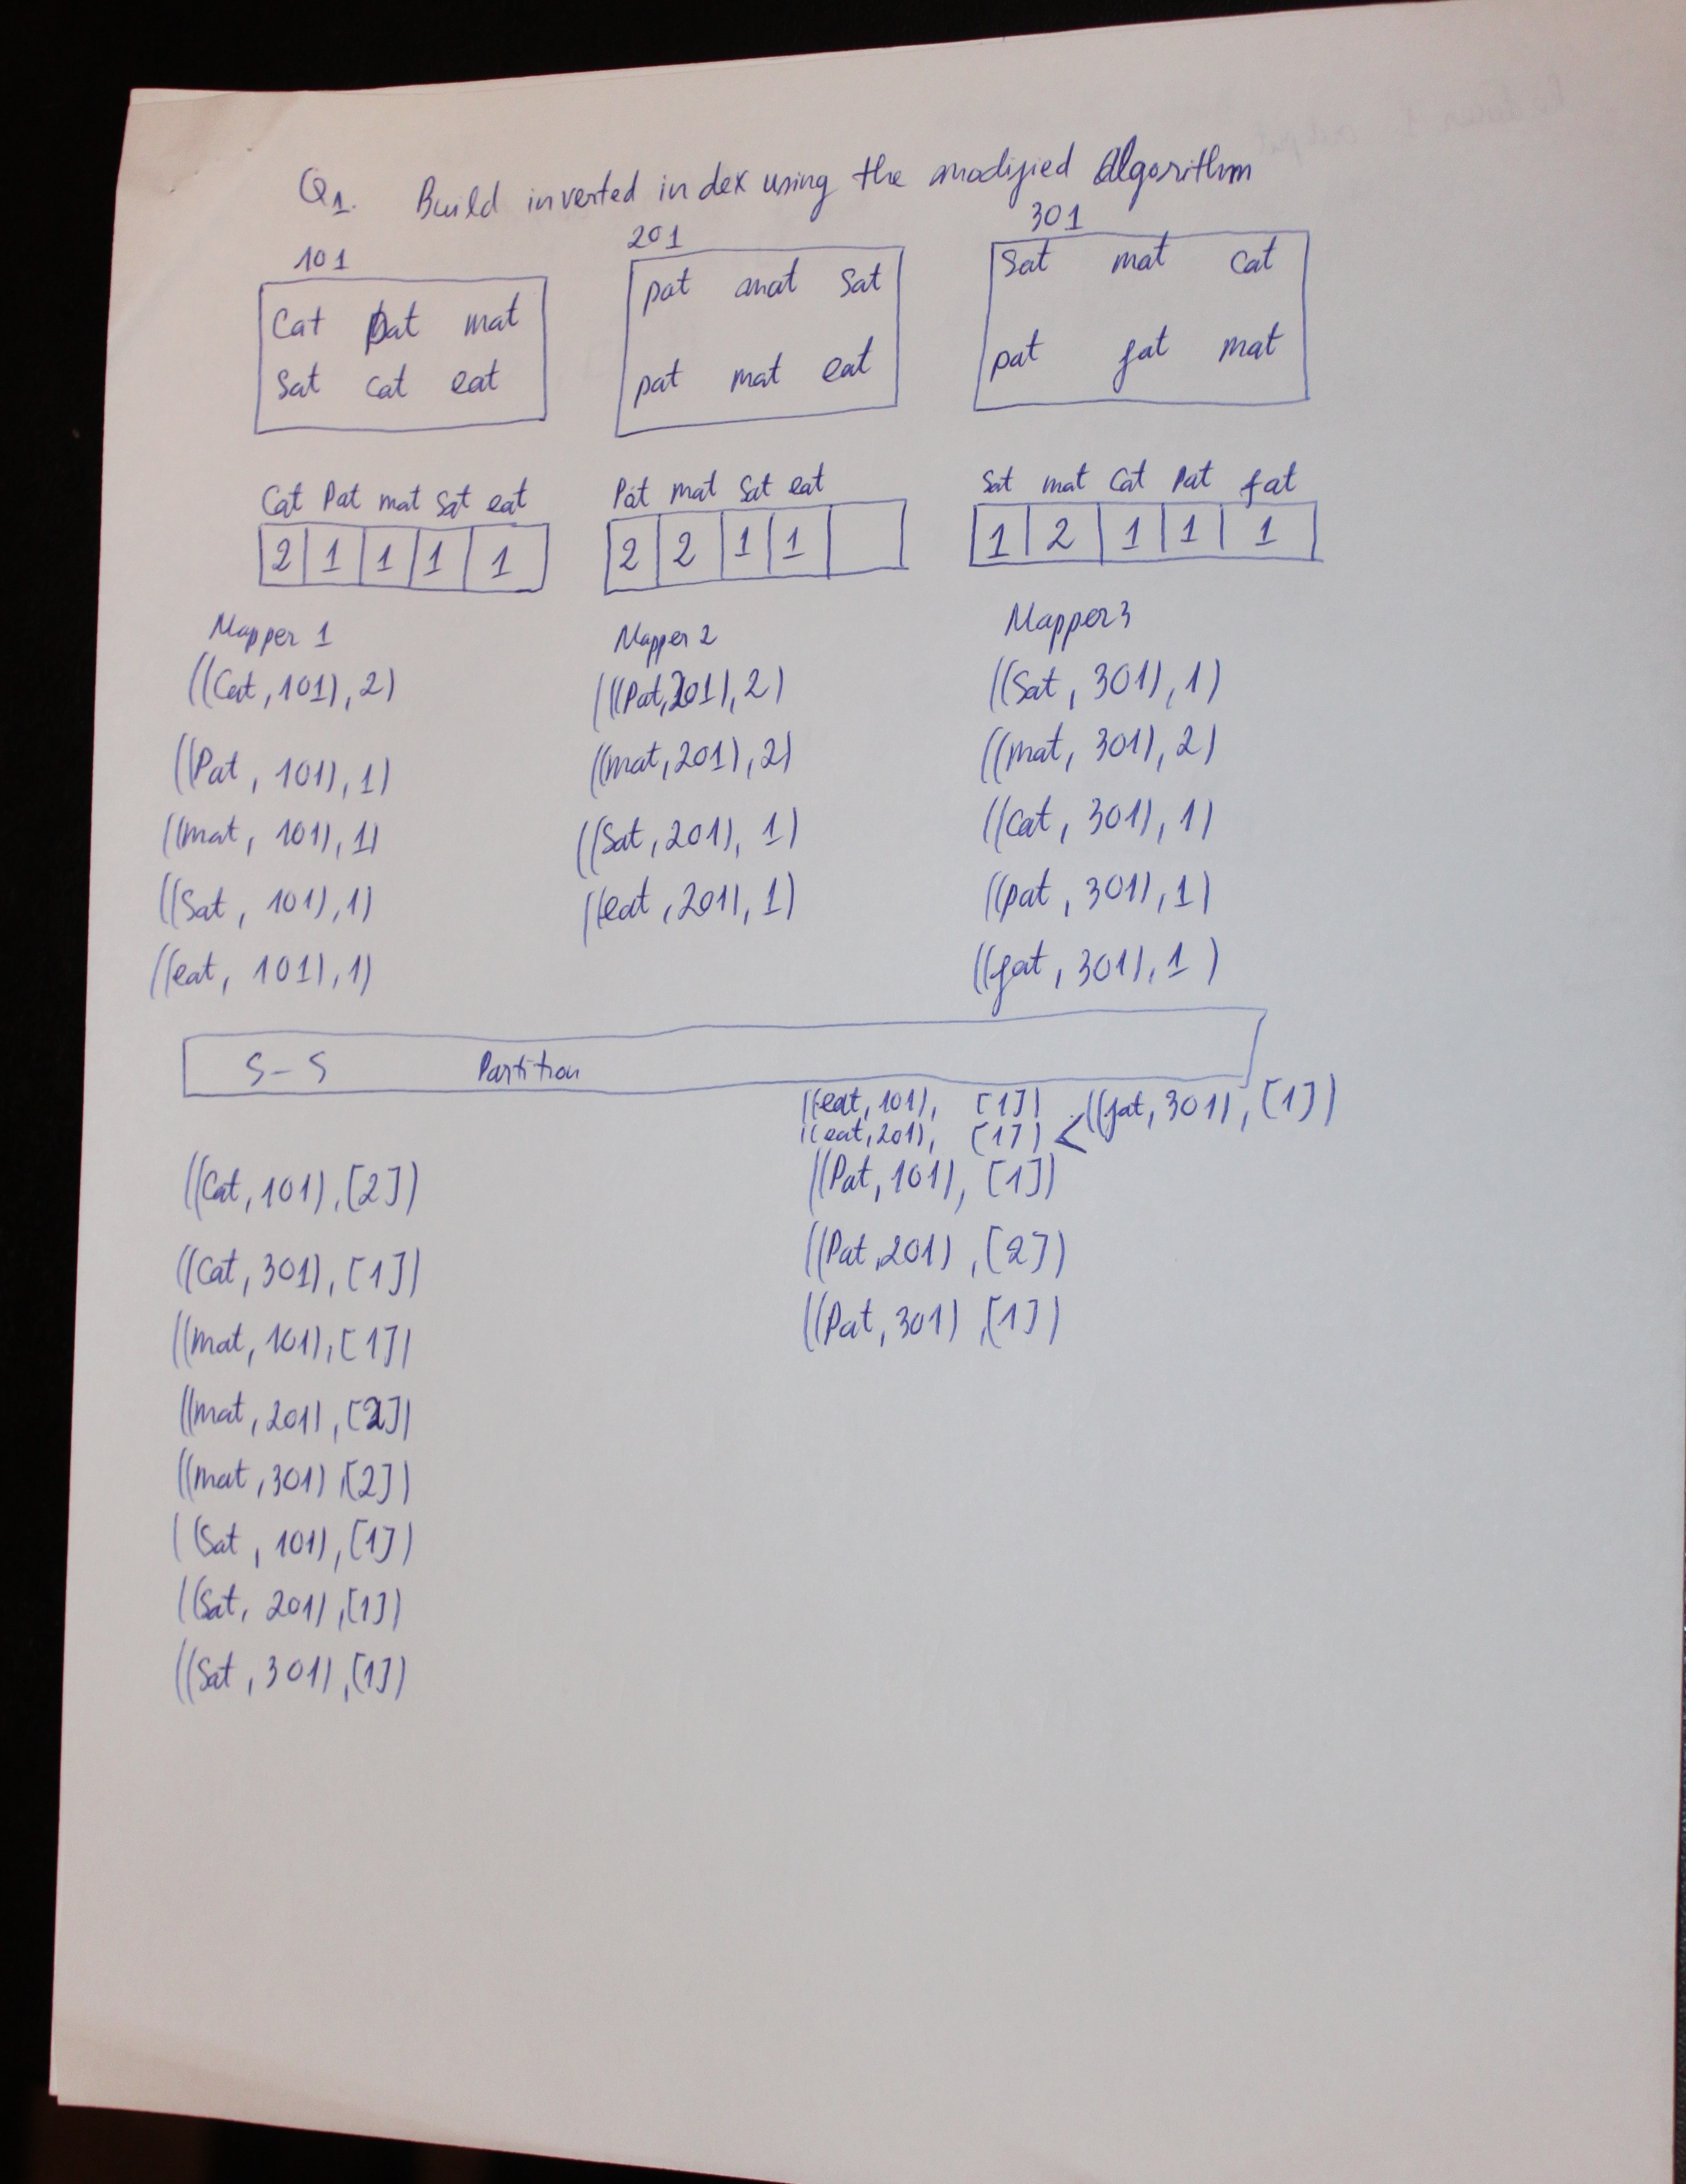 Q1. Build inverted index using the modified Algorithm
101
201
301
Cat pat mat
Sat cat eat
pat mat Sat
pat mat eat
Sat mat cat
pat fat mat
Cat Pat mat Sat eat
2 1 1 1 1
Pat mat Sat eat
2 2 1 1
Sat mat Cat Pat fat
1 2 1 1 1
Mapper 1
((Cat, 101), 2)
((Pat, 101), 1)
((mat, 101), 1)
((Sat, 101), 1)
((eat, 101), 1)
Mapper 2
((Pat, 201), 2)
((mat, 201), 2)
((Sat, 201), 1)
((eat, 201), 1)
Mapper 3
((Sat, 301), 1)
((mat, 301), 2)
((cat, 301), 1)
((pat, 301), 1)
((fat, 301), 1)
S-S Partition
((Cat, 101), [2])
((Cat, 301), [1])
((mat, 101), [1])
((mat, 201), [2])
((mat, 301), [2])
((Sat, 101), [1])
((Sat, 201), [1])
((Sat, 301), [1])
((eat, 101), [1])
((eat, 201), [1])
< ((fat, 301), [1])
((Pat, 101), [1])
((Pat, 201), [2])
((Pat, 301), [1])